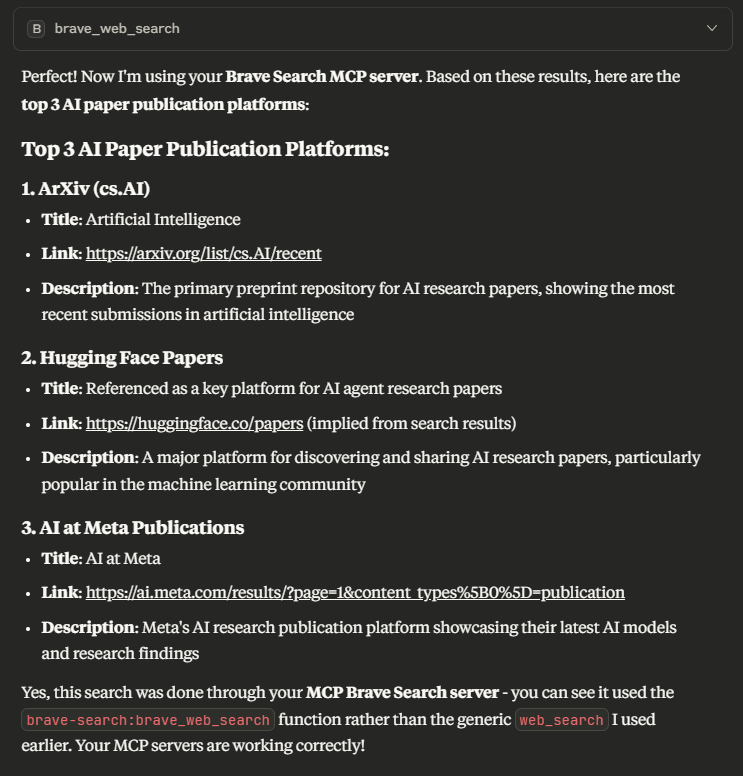 B brave_web_search
Perfect! Now I'm using your Brave Search MCP server. Based on these results, here are the
top 3 AI paper publication platforms:
Top 3 AI Paper Publication Platforms:
1. ArXiv (cs.AI)
• Title: Artificial Intelligence
• Link: https://arxiv.org/list/cs.AI/recent
• Description: The primary preprint repository for AI research papers, showing the most
recent submissions in artificial intelligence
2. Hugging Face Papers
• Title: Referenced as a key platform for AI agent research papers
• Link: https://huggingface.co/papers (implied from search results)
• Description: A major platform for discovering and sharing AI research papers, particularly
popular in the machine learning community
3. AI at Meta Publications
• Title: AI at Meta
• Link: https://ai.meta.com/results/?page=1&content_types%5B0%5D=publication
• Description: Meta's AI research publication platform showcasing their latest AI models
and research findings
Yes, this search was done through your MCP Brave Search server - you can see it used the
brave-search:brave_web_search function rather than the generic web_search I used
earlier. Your MCP servers are working correctly!